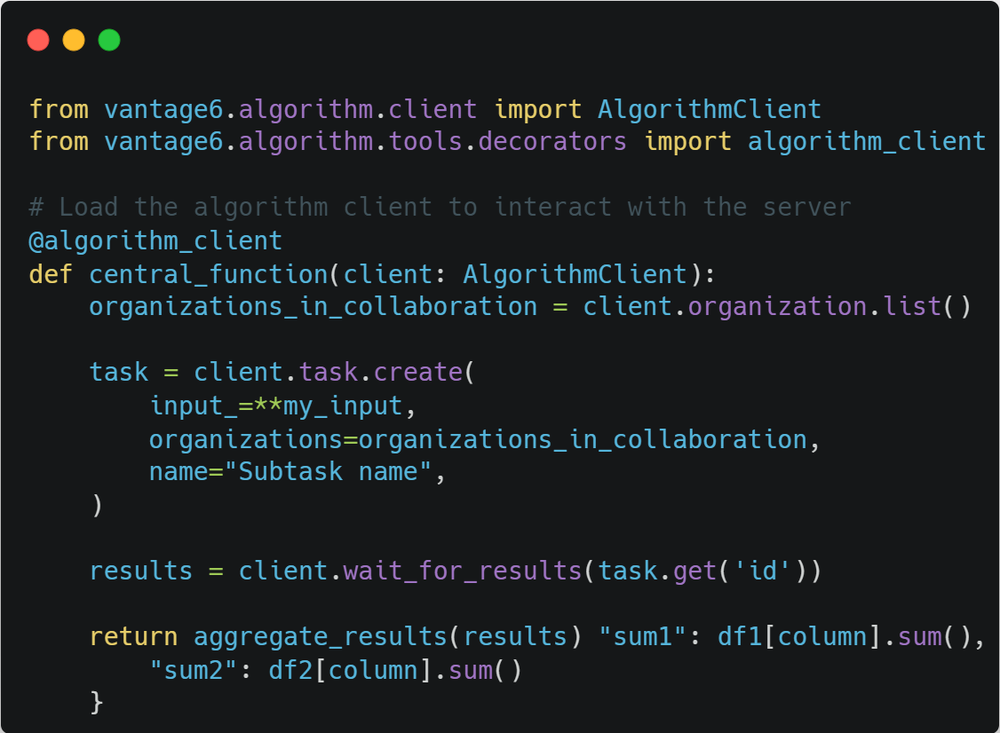 from vantage6.algorithm.client import AlgorithmClient
from vantage6.algorithm.tools.decorators import algorithm_client

# Load the algorithm client to interact with the server
@algorithm_client
def central_function(client: AlgorithmClient):
    organizations_in_collaboration = client.organization.list()

    task = client.task.create(
        input_=**my_input,
        organizations=organizations_in_collaboration,
        name="Subtask name",
    )

    results = client.wait_for_results(task.get('id'))

    return aggregate_results(results) "sum1": df1[column].sum(),
        "sum2": df2[column].sum()
    }